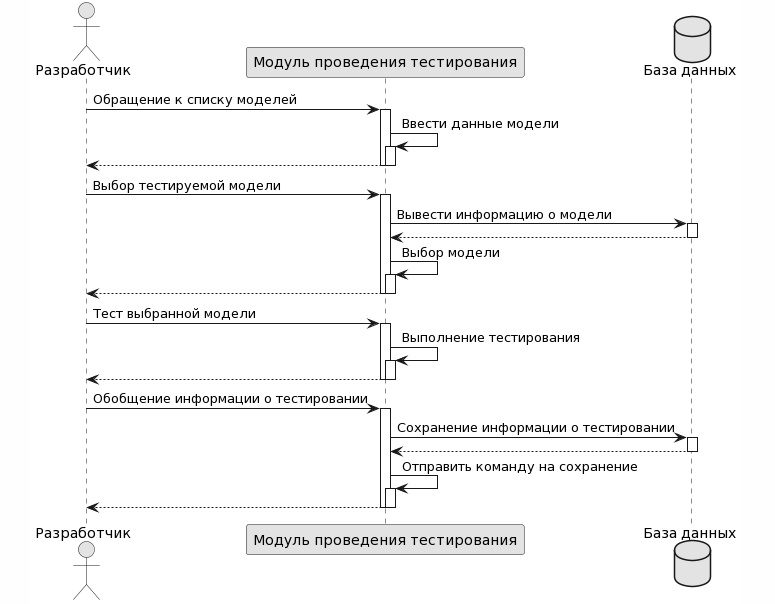 Разработчик
Модуль проведения тестирования
База данных
Обращение к списку моделей
Ввести данные модели
Выбор тестируемой модели
Вывести информацию о модели
Выбор модели
Тест выбранной модели
Выполнение тестирования
Обобщение информации о тестировании
Сохранение информации о тестировании
Отправить команду на сохранение
Разработчик
Модуль проведения тестирования
База данных